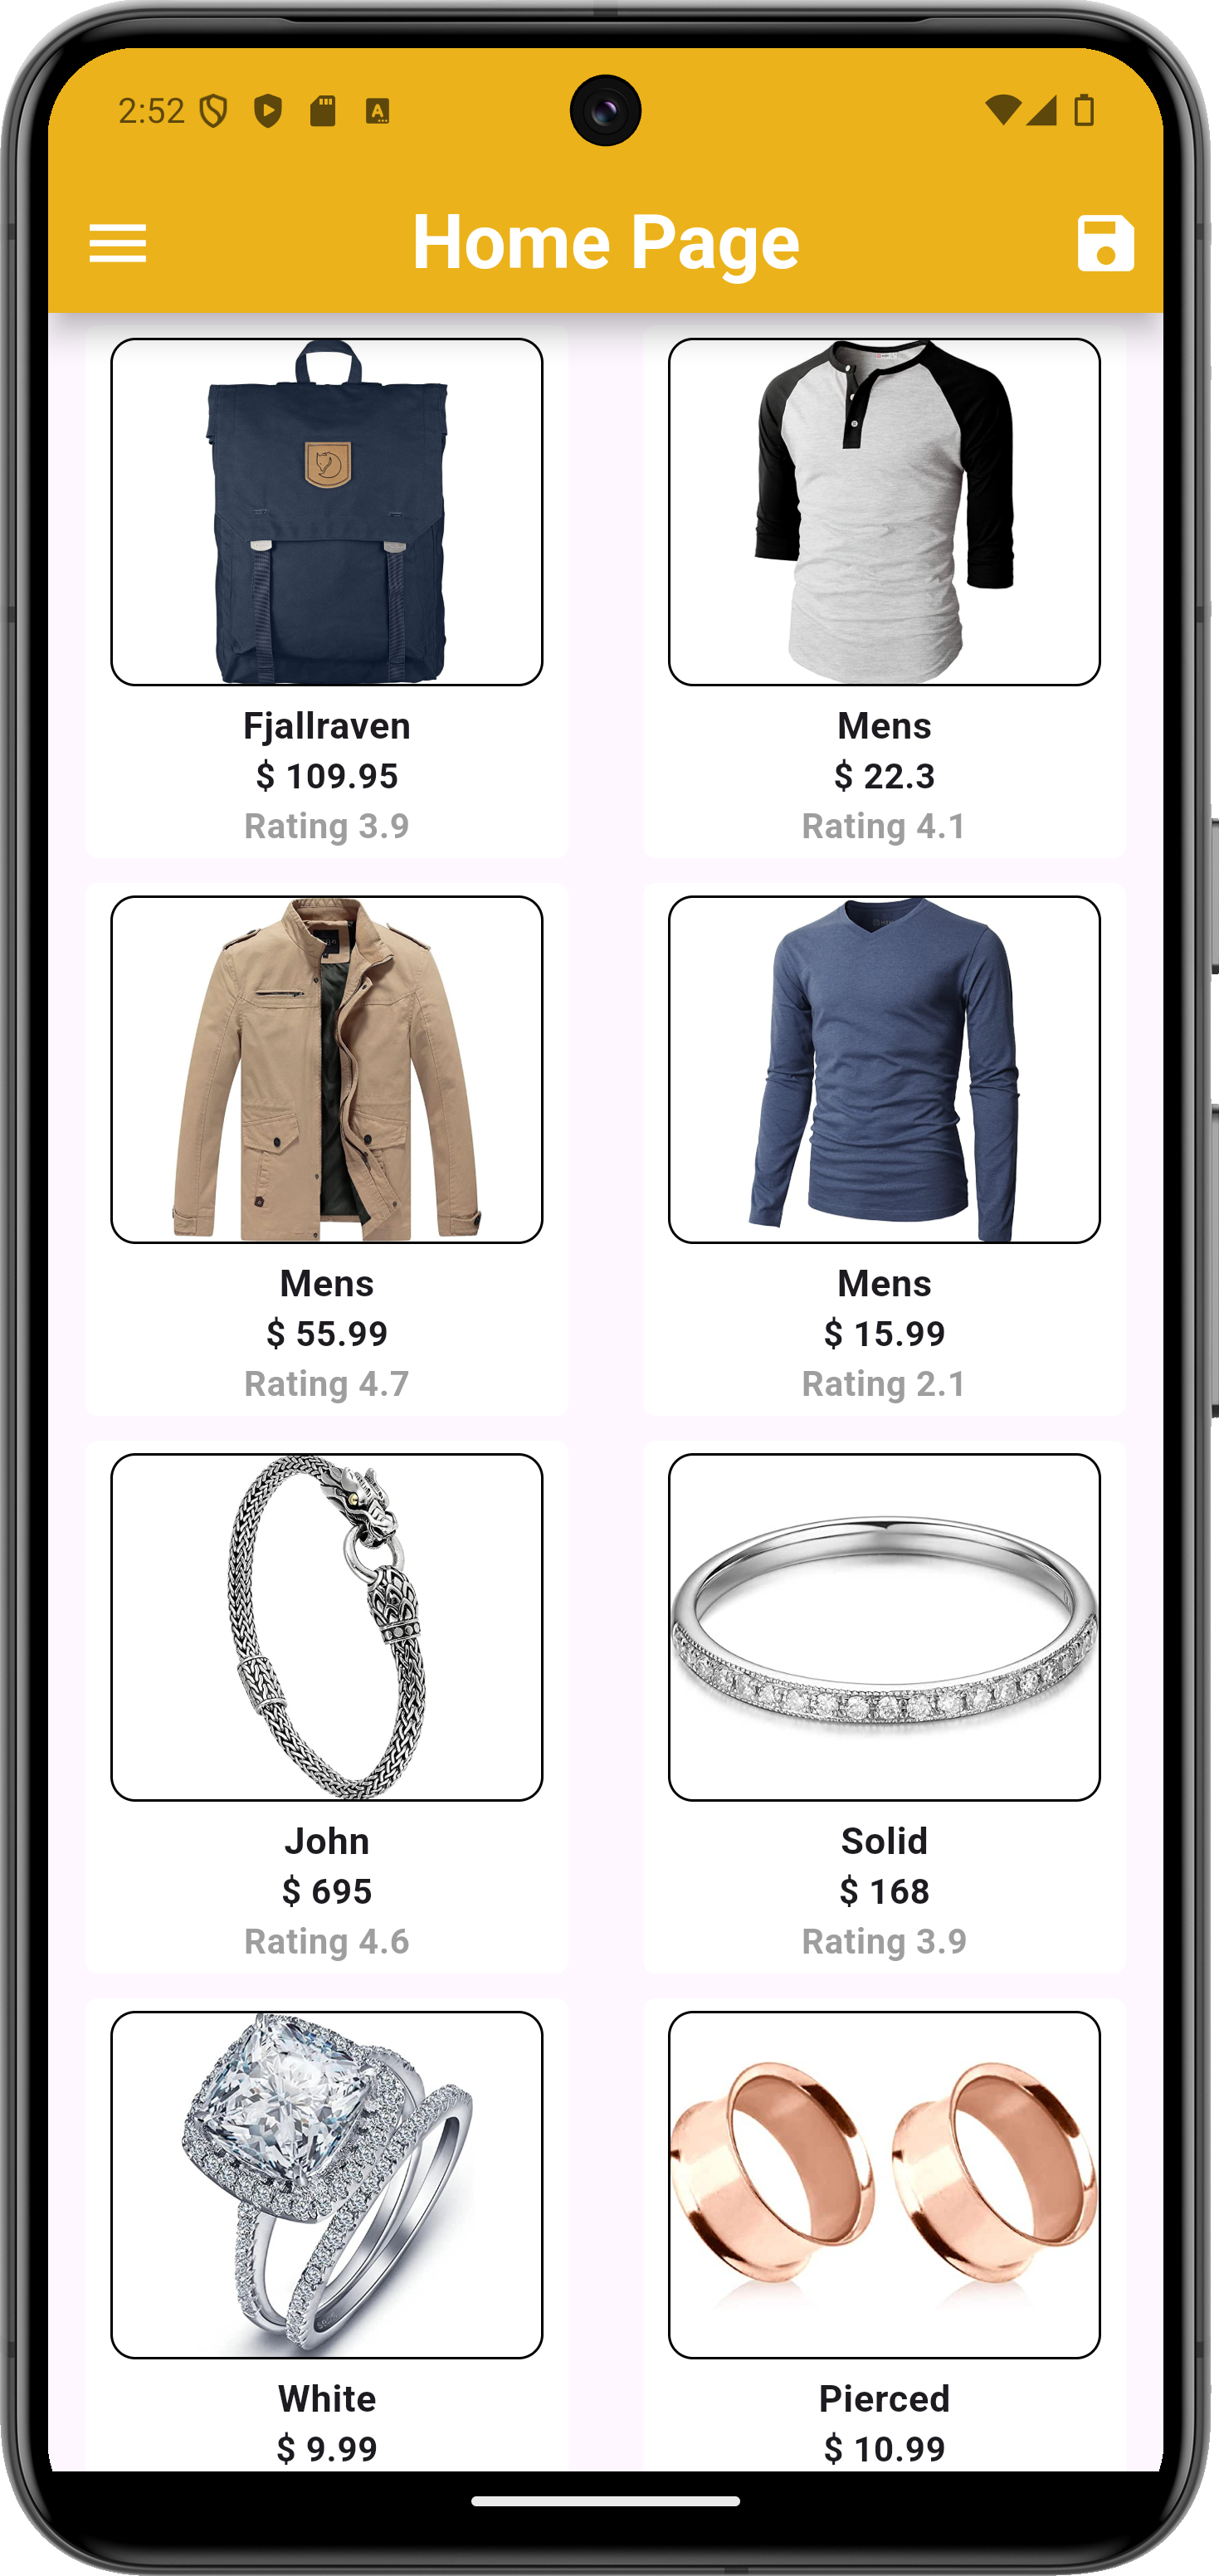 2:52
Home Page
Fjallraven
$ 109.95
Rating 3.9
Mens
$ 22.3
Rating 4.1
Mens
$ 55.99
Rating 4.7
Mens
$ 15.99
Rating 2.1
John
$ 695
Rating 4.6
Solid
$ 168
Rating 3.9
White
$ 9.99
Pierced
$ 10.99